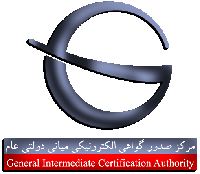 مرکز صدور گواهی الکترونیکی میانی دولتی عام
General Intermediate Certification Authority